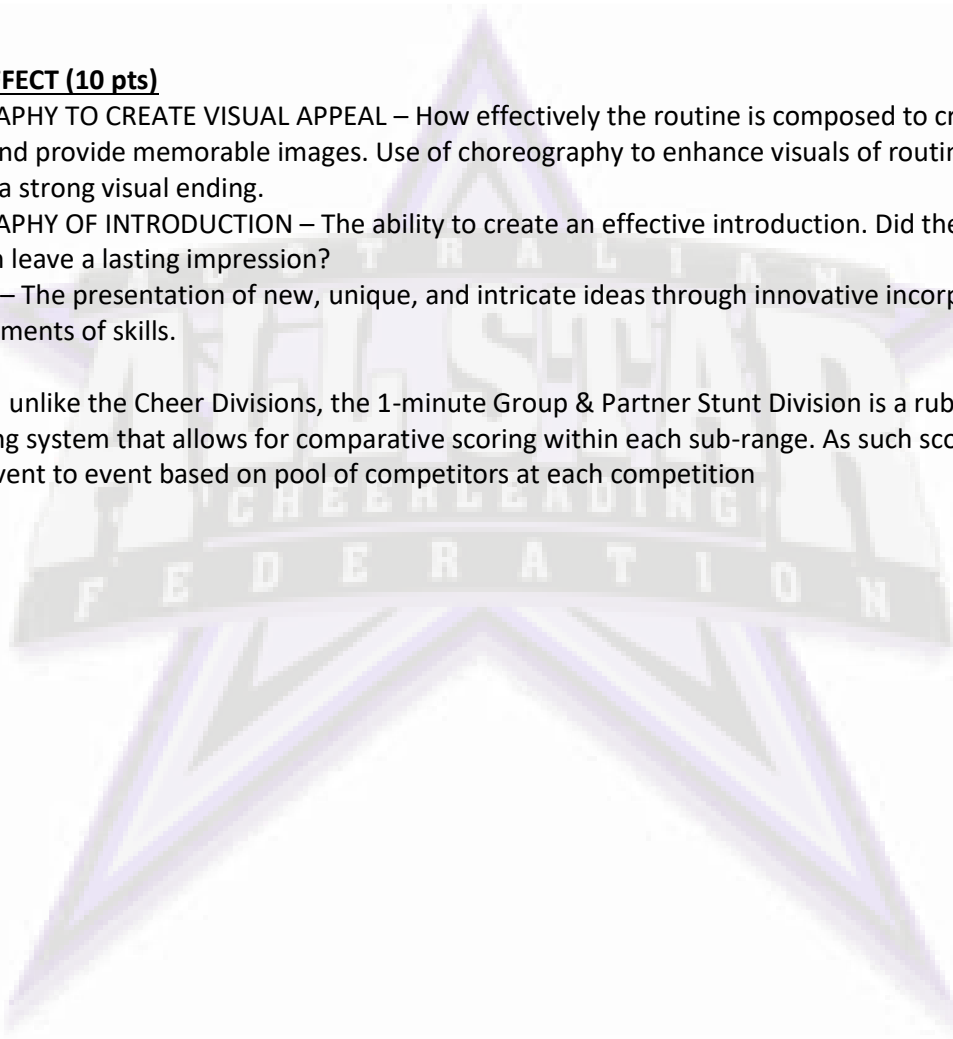 FFECT (10 pts)
APHY TO CREATE VISUAL APPEAL – How effectively the routine is composed to cr
nd provide memorable images. Use of choreography to enhance visuals of routin
a strong visual ending.
APHY OF INTRODUCTION – The ability to create an effective introduction. Did the
n leave a lasting impression?
– The presentation of new, unique, and intricate ideas through innovative incorp
ments of skills.
unlike the Cheer Divisions, the 1-minute Group & Partner Stunt Division is a rub
ng system that allows for comparative scoring within each sub-range. As such sco
vent to event based on pool of competitors at each competition
AUSTRALIAN
ALL STAR
CHEERLEADING
FEDERATION